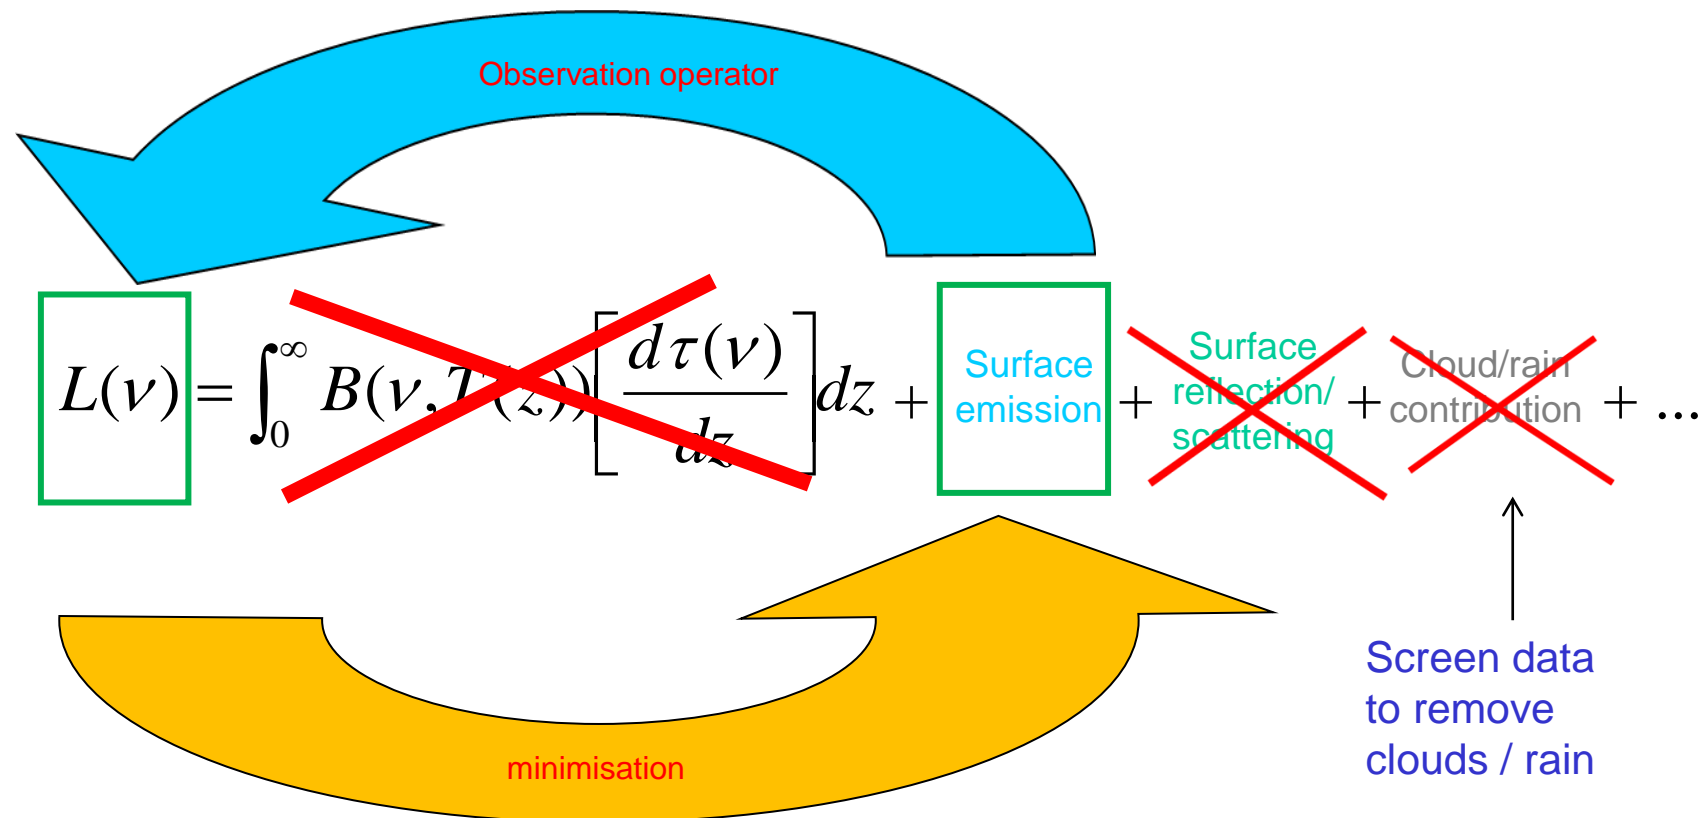 Observation operator
L(ν) = ∫₀^∞ B(ν,T(z)) [dτ(ν)/dz] dz + Surface emission + Surface reflection/ scattering + Cloud/rain contribution + ...
Screen data
to remove
clouds / rain
minimisation